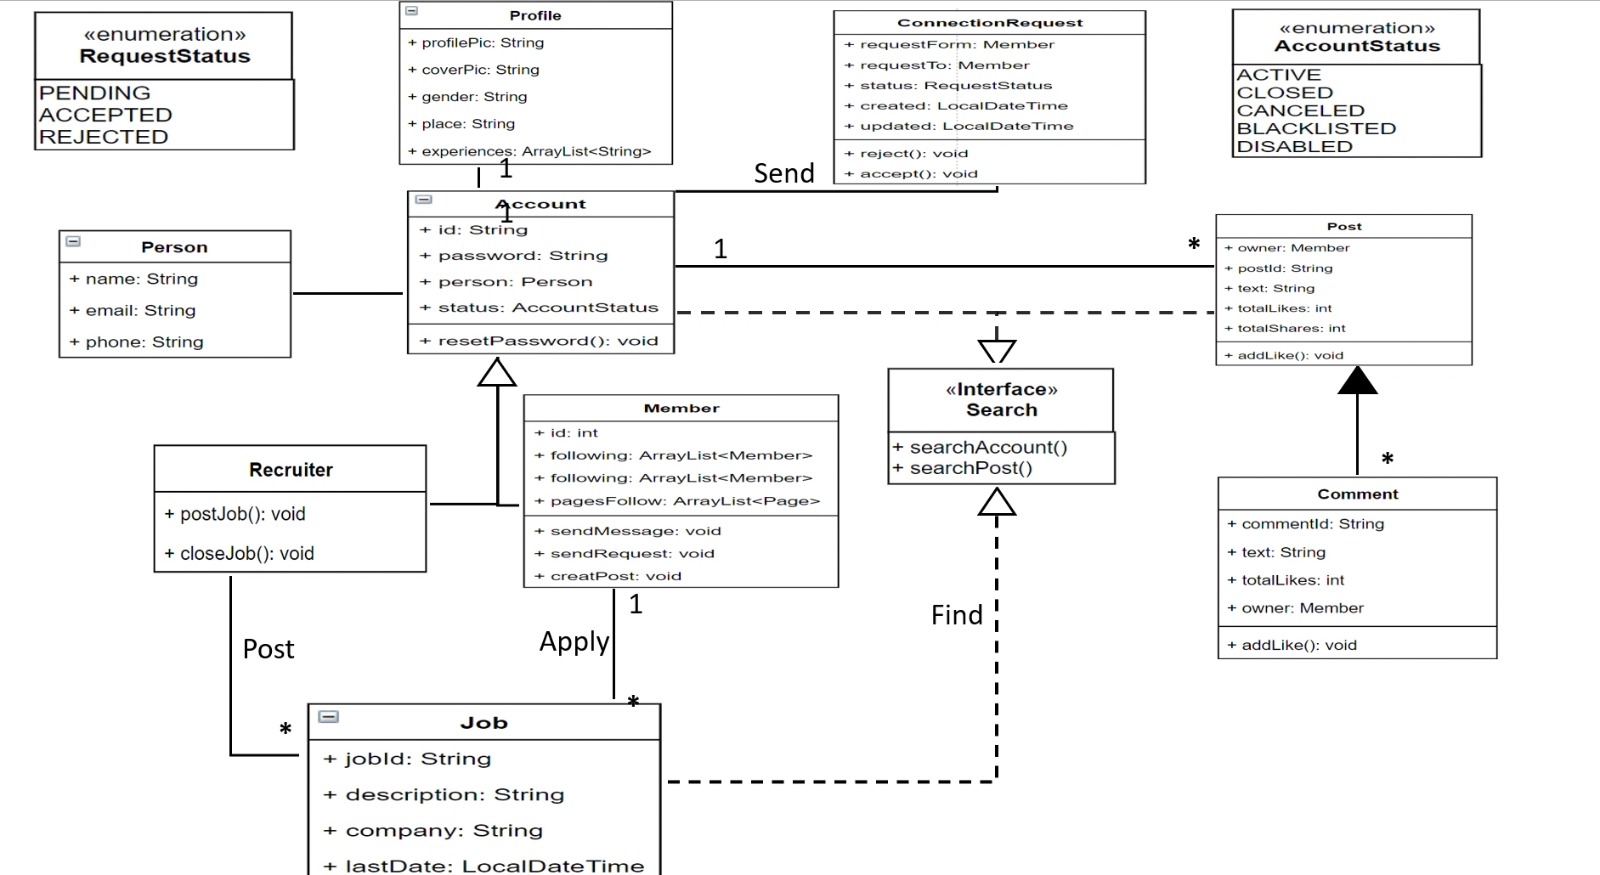 «enumeration»
RequestStatus
PENDING
ACCEPTED
REJECTED
Profile
+ profilePic: String
+ coverPic: String
+ gender: String
+ place: String
+ experiences: ArrayList<String>
1
ConnectionRequest
+ requestForm: Member
+ requestTo: Member
+ status: RequestStatus
+ created: LocalDateTime
+ updated: LocalDateTime
+ reject(): void
+ accept(): void
«enumeration»
AccountStatus
ACTIVE
CLOSED
CANCELED
BLACKLISTED
DISABLED
Send
Account
1
+ id: String
+ password: String
+ person: Person
+ status: AccountStatus
+ resetPassword(): void
Person
+ name: String
+ email: String
+ phone: String
1
*
Post
+ owner: Member
+ postId: String
+ text: String
+ totalLikes: int
+ totalShares: int
+ addLike(): void
«Interface»
Search
+ searchAccount()
+ searchPost()
Member
+ id: int
+ following: ArrayList<Member>
+ following: ArrayList<Member>
+ pagesFollow: ArrayList<Page>
+ sendMessage: void
+ sendRequest: void
+ creatPost: void
Recruiter
+ postJob(): void
+ closeJob(): void
*
Comment
+ commentId: String
+ text: String
+ totalLikes: int
+ owner: Member
+ addLike(): void
1
Find
Post
Apply
*
*
Job
+ jobId: String
+ description: String
+ company: String
+ lastDate: LocalDateTime